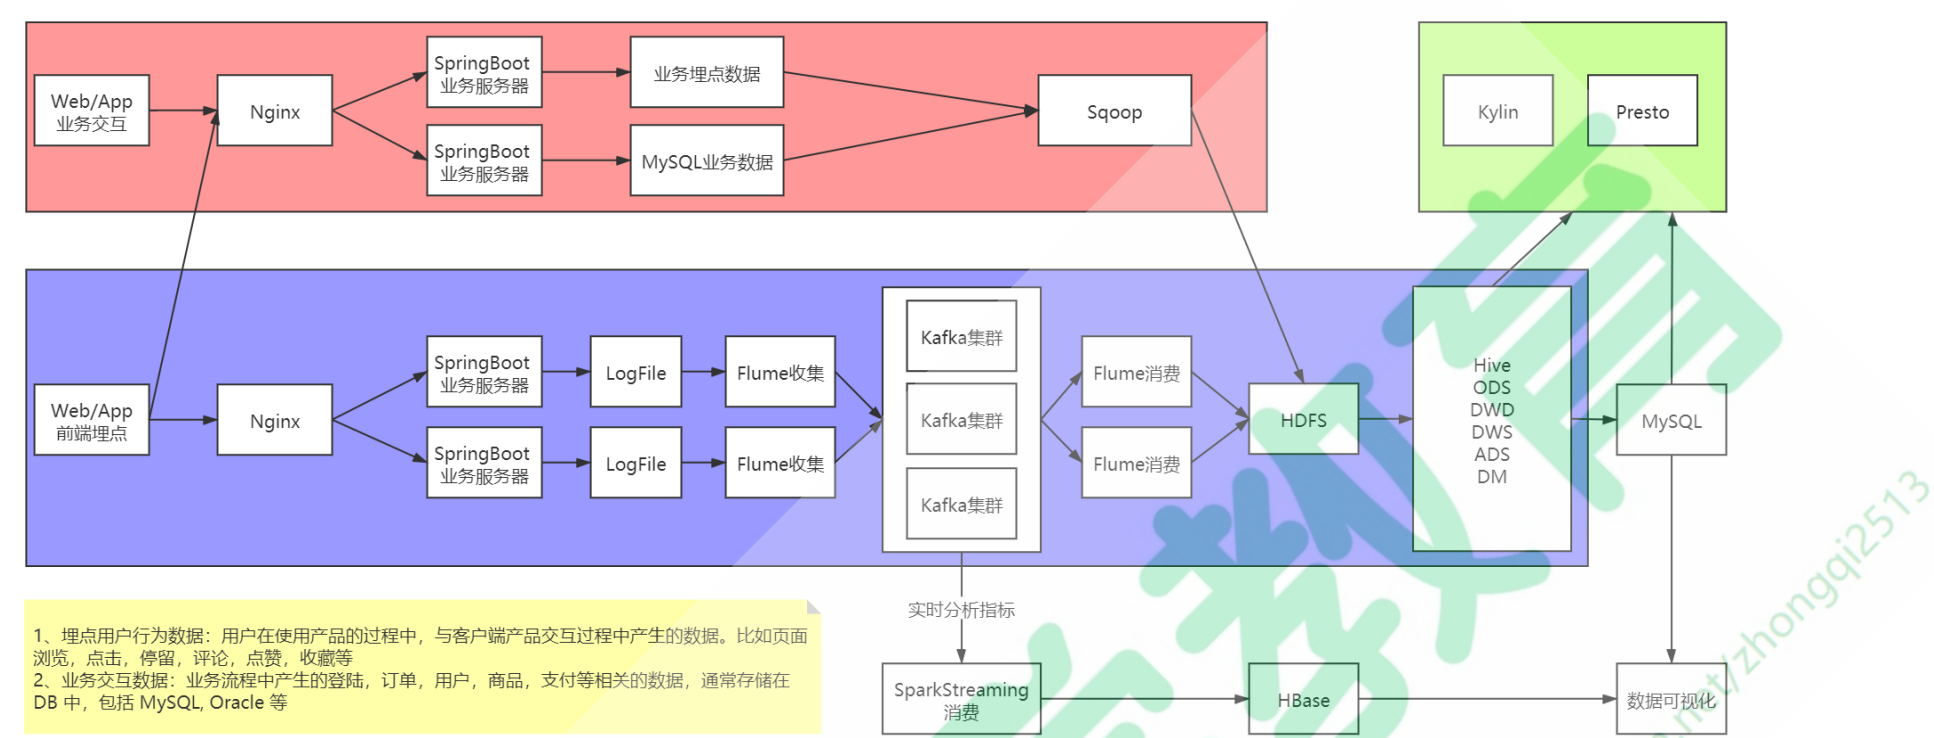 Web/App
业务交互
Nginx
SpringBoot
业务服务器
SpringBoot
业务服务器
业务埋点数据
MySQL业务数据
Sqoop
Kylin
Presto
Web/App
前端埋点
Nginx
SpringBoot
业务服务器
SpringBoot
业务服务器
LogFile
LogFile
Flume收集
Flume收集
Kafka集群
Kafka集群
Kafka集群
Flume消费
Flume消费
HDFS
Hive
ODS
DWD
DWS
ADS
DM
MySQL
实时分析指标
SparkStreaming
消费
HBase
数据可视化
1、埋点用户行为数据：用户在使用产品的过程中，与客户端产品交互过程中产生的数据。比如页面
浏览，点击，停留，评论，点赞，收藏等
2、业务交互数据：业务流程中产生的登陆，订单，用户，商品，支付等相关的数据，通常存储在
DB 中，包括 MySQL, Oracle 等
教育
.net/zhongqi2513